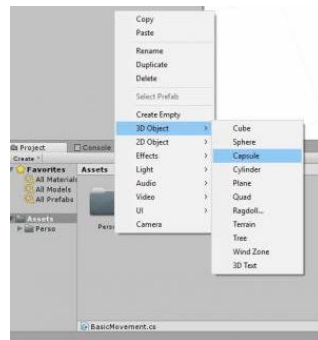 Copy
Paste
Rename
Duplicate
Delete
Select Prefab
Create Empty
3D Object
2D Object
Effects
Light
Audio
Video
UI
Camera
Cube
Sphere
Capsule
Cylinder
Plane
Quad
Ragdoll...
Terrain
Tree
Wind Zone
3D Text
Project
Console
Create
Favorites
All Material
All Models
All Prefabs
Assets
Perso
Assets
Perso
BasicMovement.cs